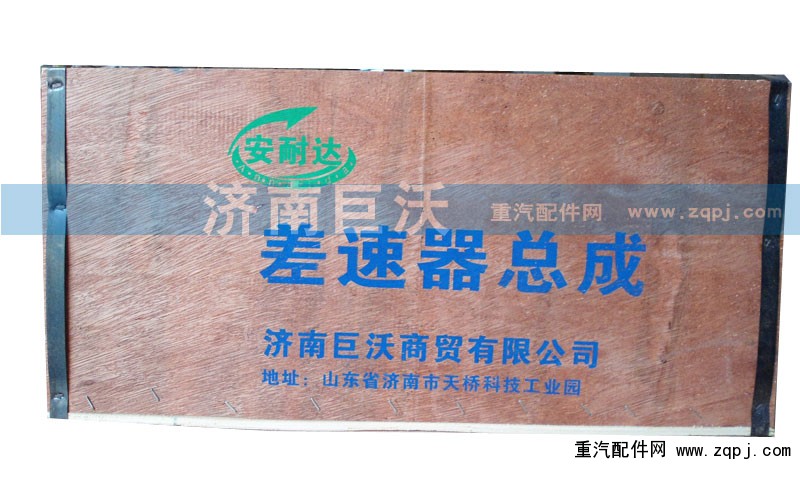 安耐达
济南巨沃 重汽配件网 www.zqpj.com
差速器总成
济南巨沃商贸有限公司
地址：山东省济南市天桥科技工业园
重汽配件网 www.zqpj.com